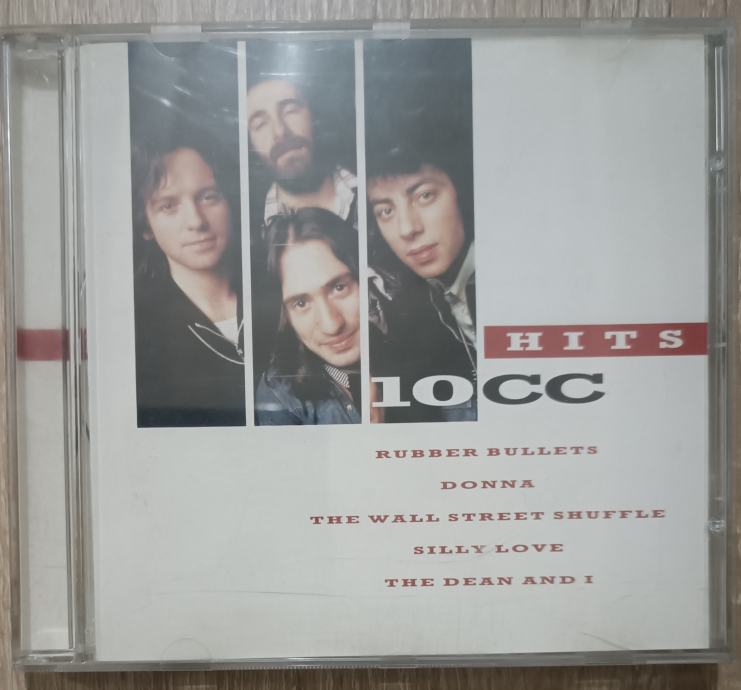 HITS
10CC
RUBBER BULLETS
DONNA
THE WALL STREET SHUFFLE
SILLY LOVE
THE DEAN AND I